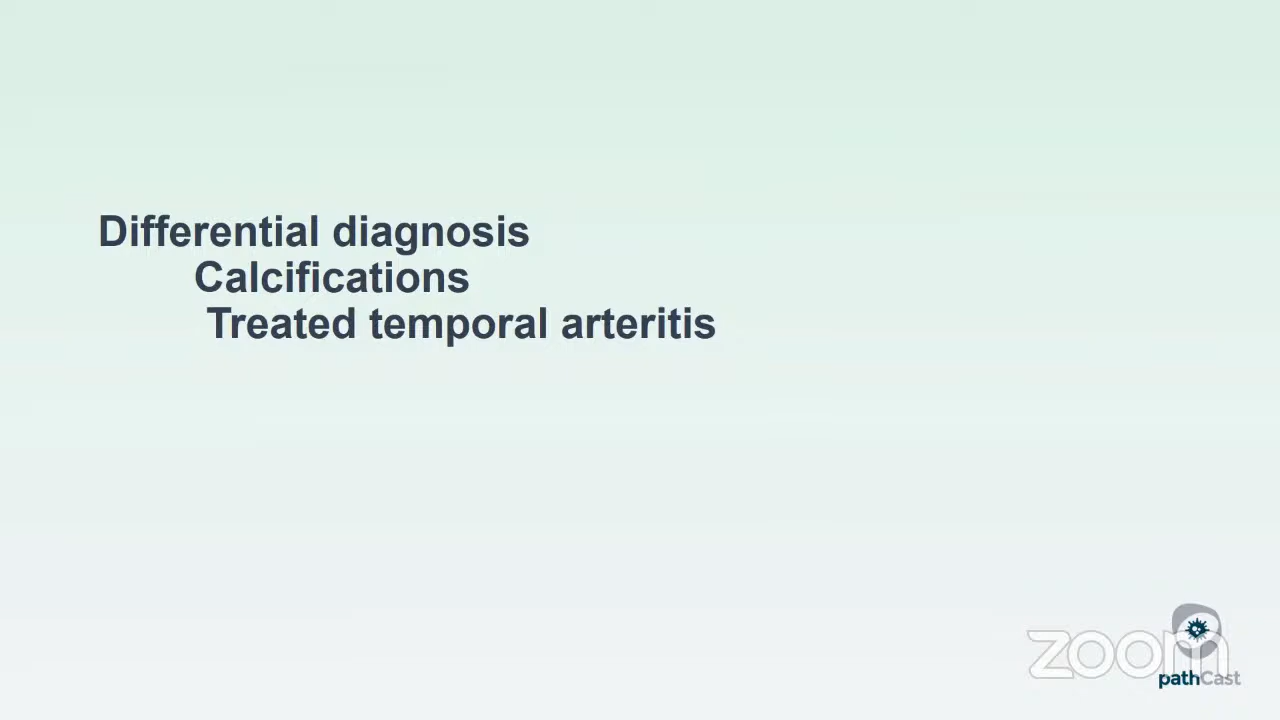 Differential diagnosis
Calcifications
Treated temporal arteritis
zoom
pathCast